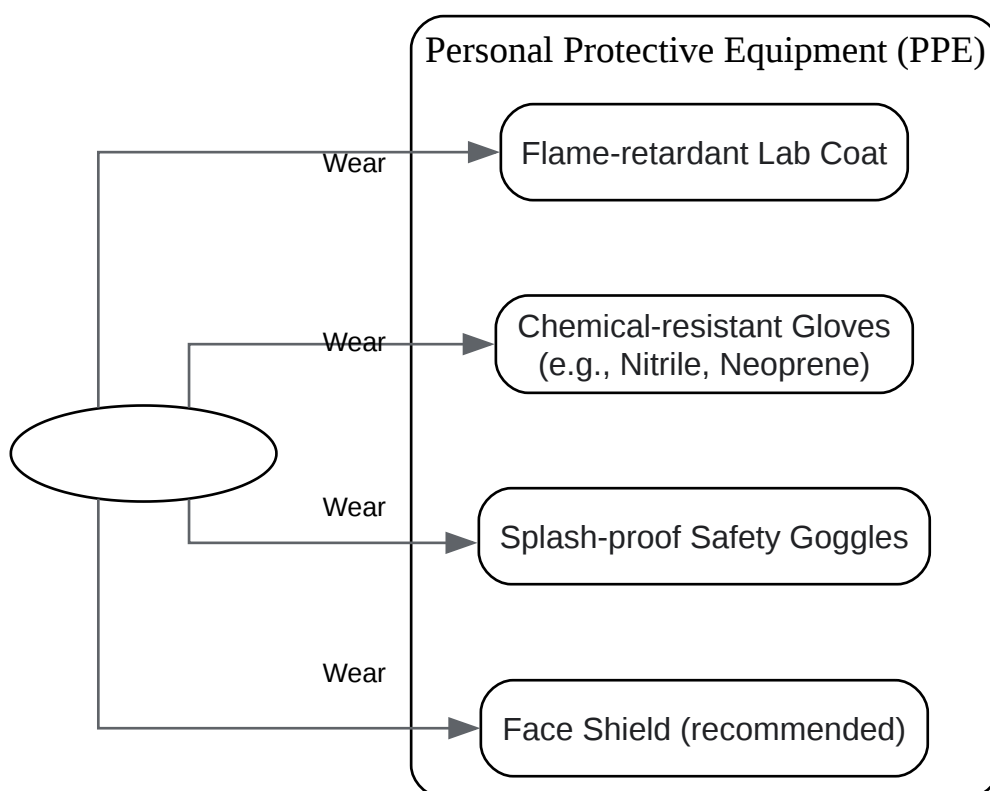 Personal Protective Equipment (PPE)
Wear
Flame-retardant Lab Coat
Wear
Chemical-resistant Gloves
(e.g., Nitrile, Neoprene)
Wear
Splash-proof Safety Goggles
Wear
Face Shield (recommended)